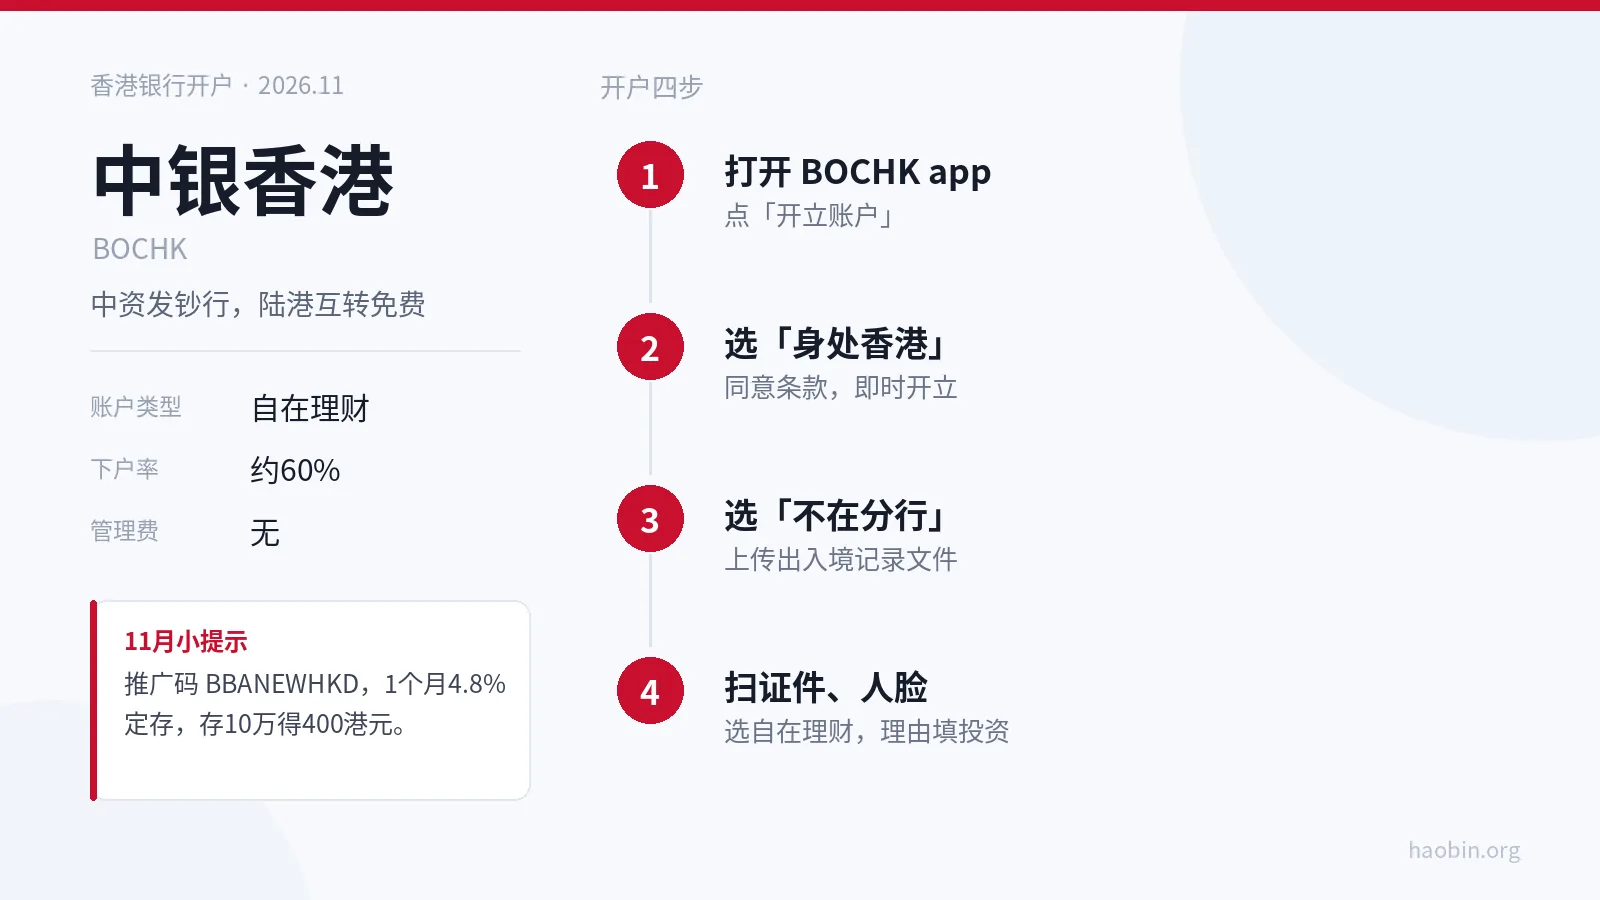 香港银行开户 · 2026.11
中银香港
BOCHK
中资发钞行，陆港互转免费
账户类型 自在理财
下户率 约60%
管理费 无
11月小提示
推广码 BBANEWHKD，1个月4.8%
定存，存10万得400港元。
开户四步
1 打开 BOCHK app
点「开立账户」
2 选「身处香港」
同意条款，即时开立
3 选「不在分行」
上传出入境记录文件
4 扫证件、人脸
选自在理财，理由填投资
haobin.org